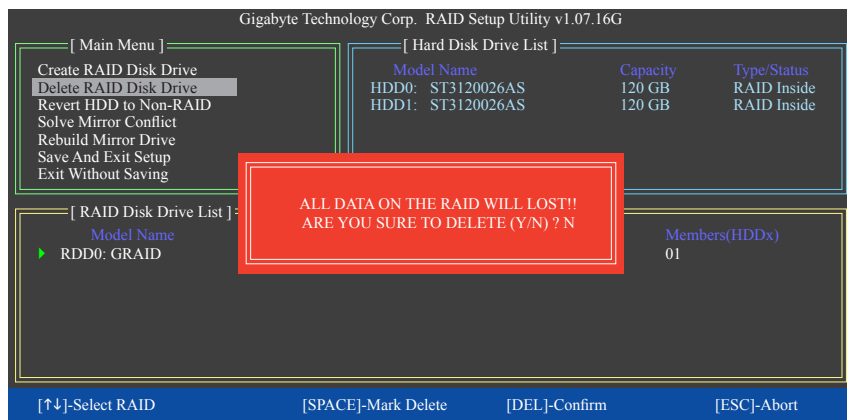 Gigabyte Technology Corp. RAID Setup Utility v1.07.16G
[ Main Menu ]
Create RAID Disk Drive
Delete RAID Disk Drive
Revert HDD to Non-RAID
Solve Mirror Conflict
Rebuild Mirror Drive
Save And Exit Setup
Exit Without Saving
[ Hard Disk Drive List ]
Model Name Capacity Type/Status
HDD0: ST3120026AS 120 GB RAID Inside
HDD1: ST3120026AS 120 GB RAID Inside
ALL DATA ON THE RAID WILL LOST!!
ARE YOU SURE TO DELETE (Y/N) ? N
[ RAID Disk Drive List ]
Model Name Members(HDDx)
RDD0: GRAID 01
[↑↓]-Select RAID [SPACE]-Mark Delete [DEL]-Confirm [ESC]-Abort